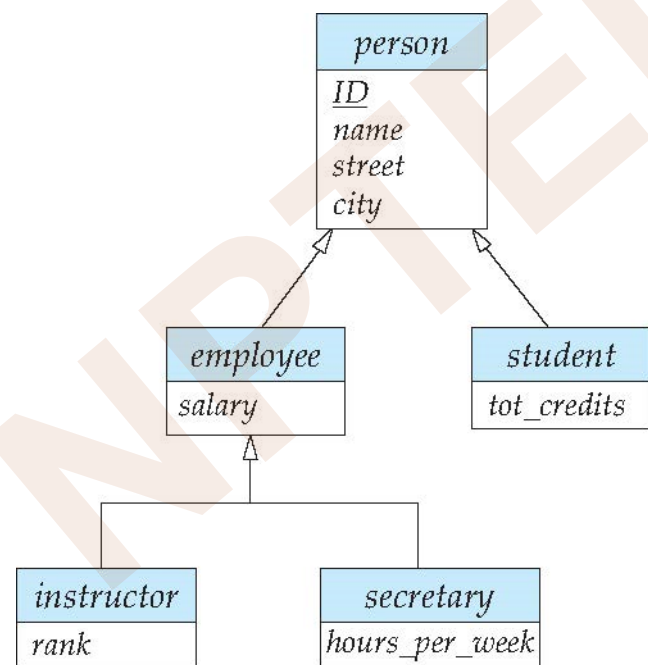 NPTEL
person
ID
name
street
city
employee
salary
student
tot_credits
instructor
rank
secretary
hours_per_week